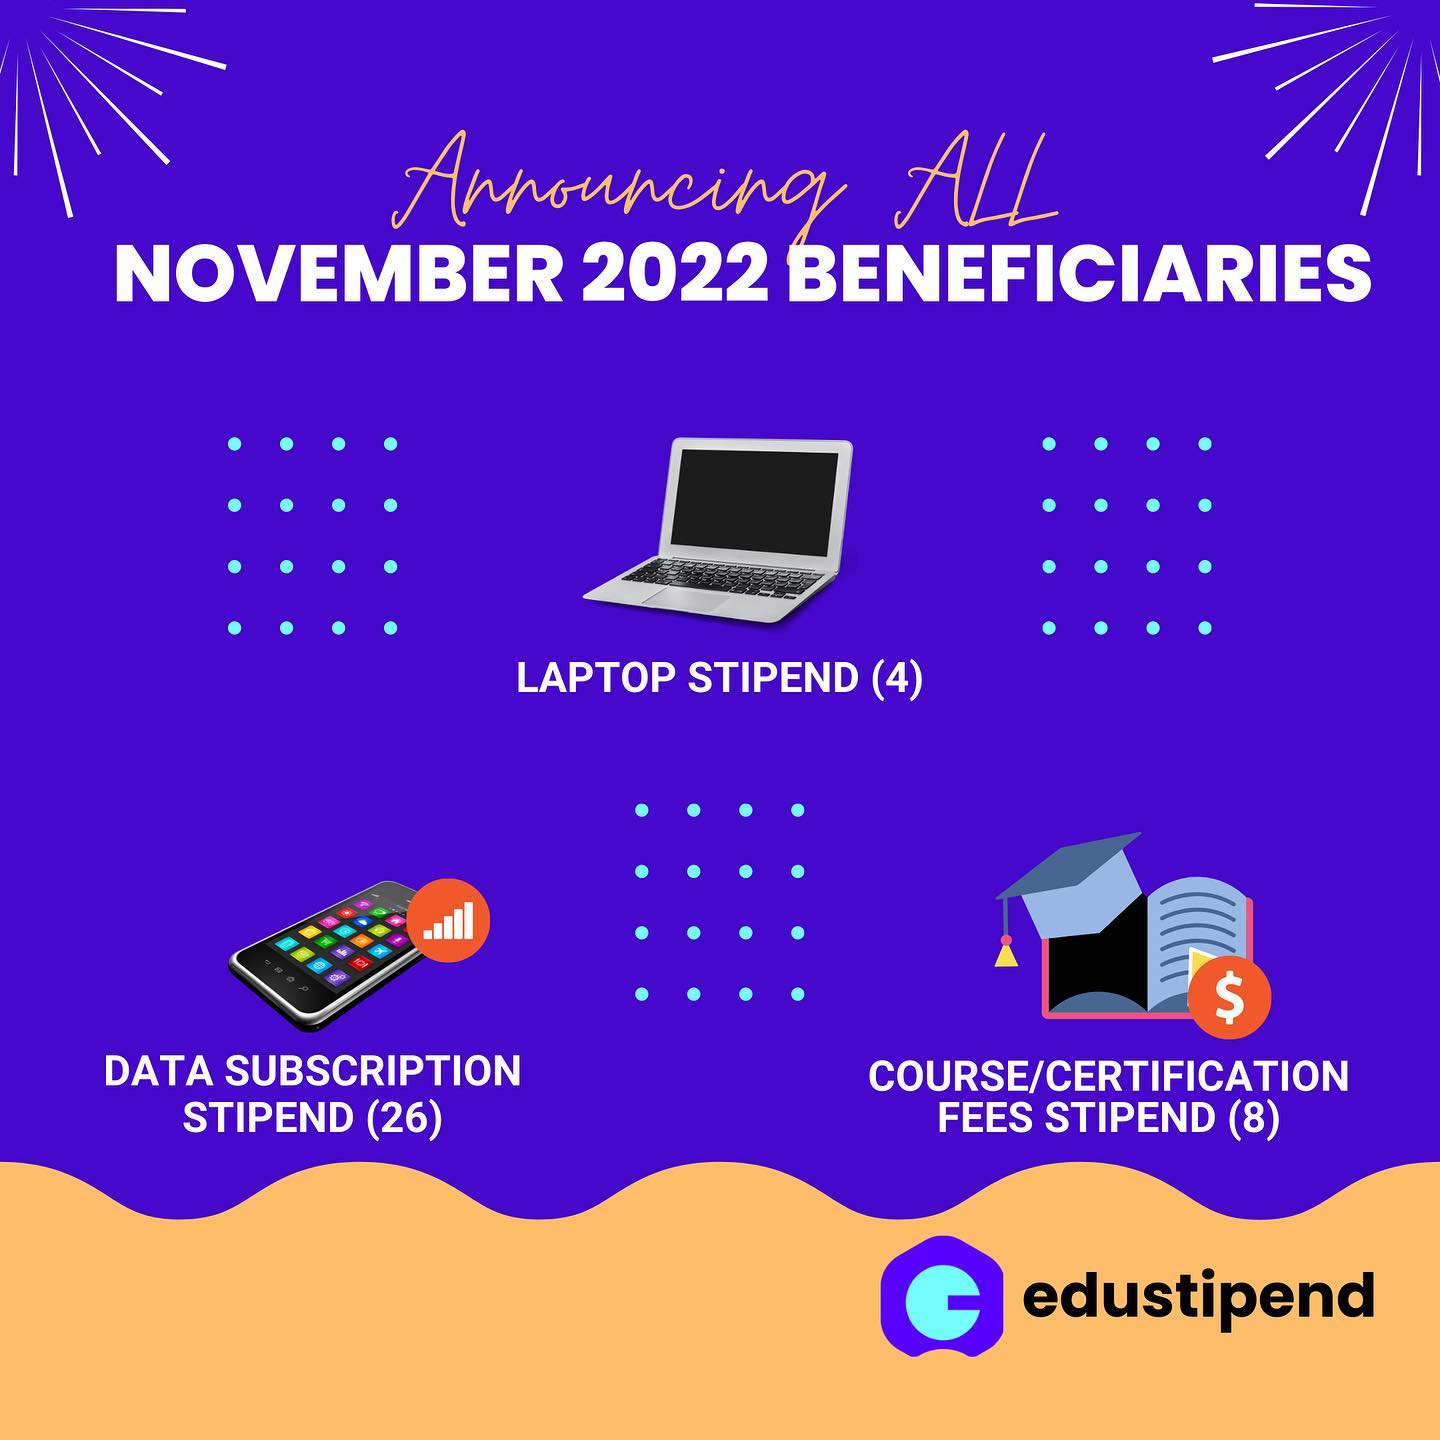 Announcing ALL
NOVEMBER 2022 BENEFICIARIES
LAPTOP STIPEND (4)
DATA SUBSCRIPTION
STIPEND (26)
$
COURSE/CERTIFICATION
FEES STIPEND (8)
edustipend